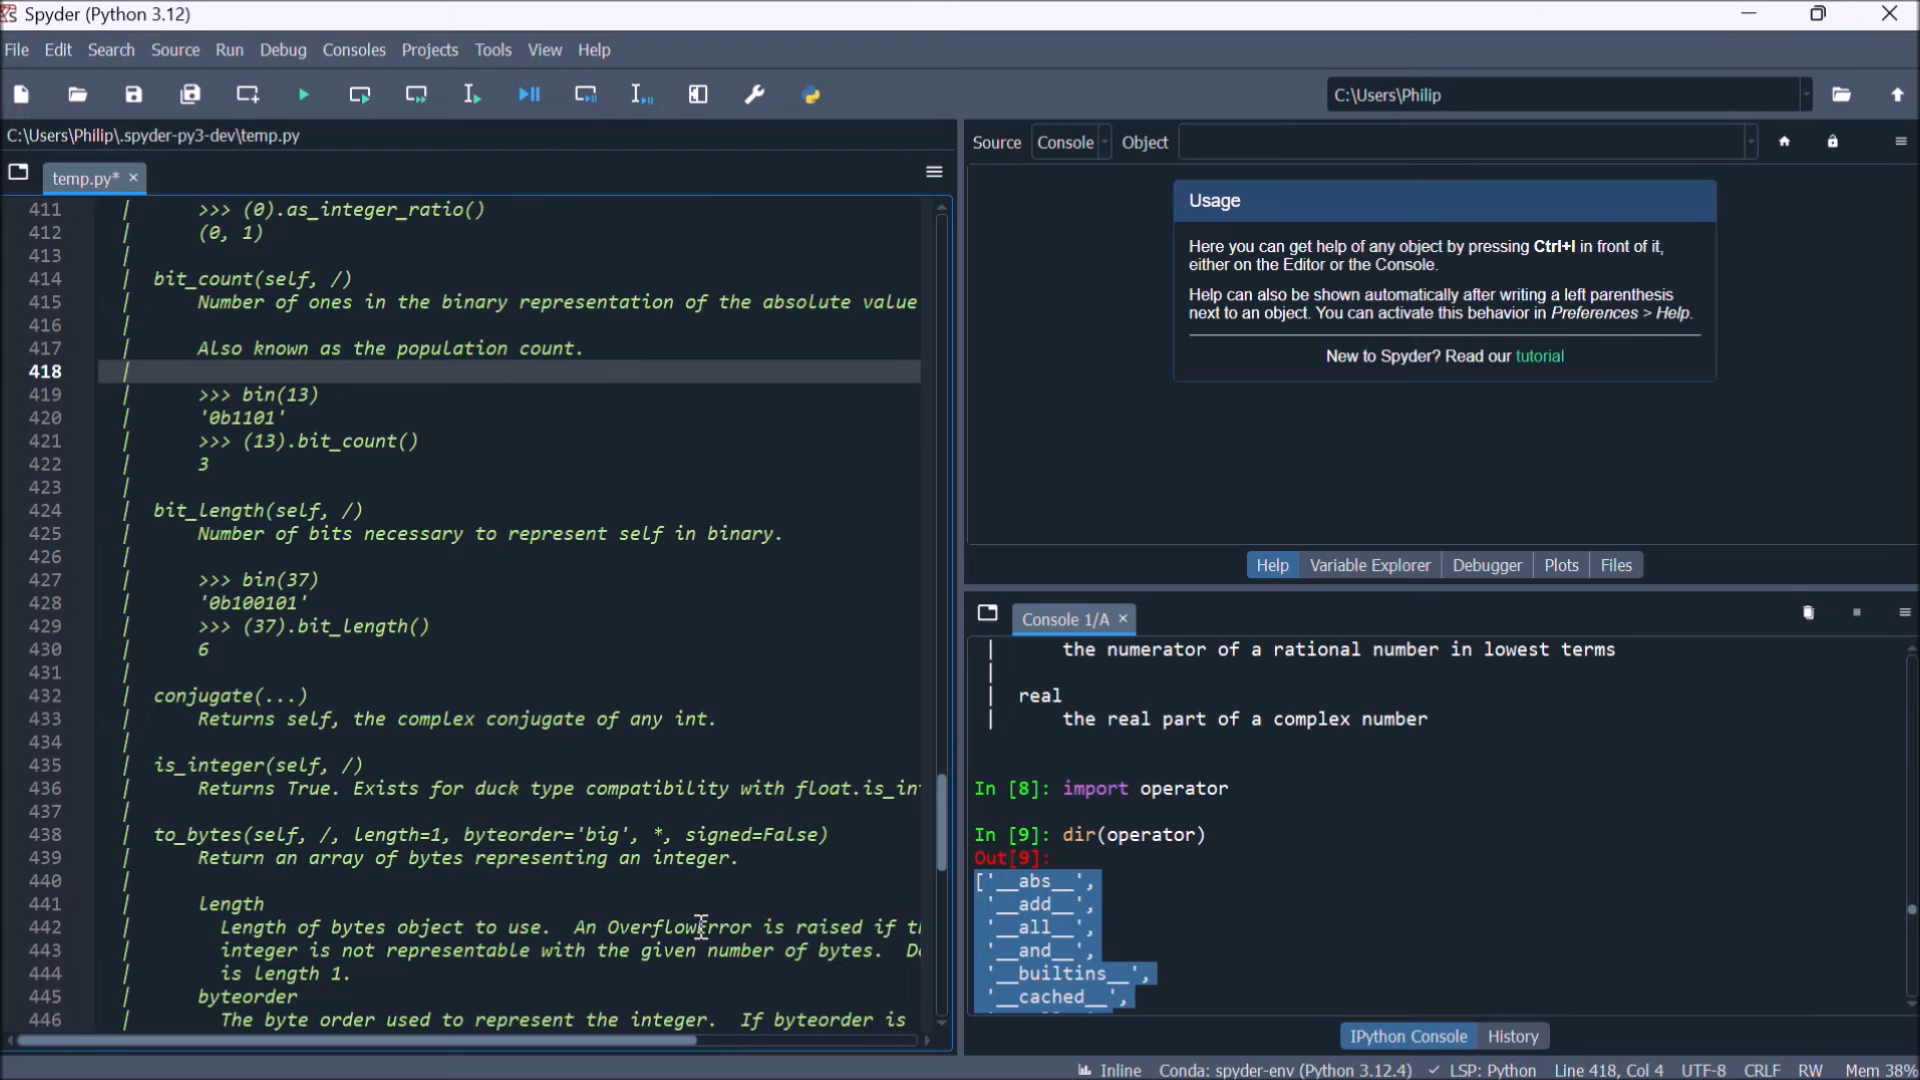 Spyder (Python 3.12)
File Edit Search Source Run Debug Consoles Projects Tools View Help
C:\Users\Philip
C:\Users\Philip\.spyder-py3-dev\temp.py
temp.py*
411 | >>> (0).as_integer_ratio()
412 | (0, 1)
413 |
414 | bit_count(self, /)
415 | Number of ones in the binary representation of the absolute value
416 |
417 | Also known as the population count.
418 |
419 | >>> bin(13)
420 | '0b1101'
421 | >>> (13).bit_count()
422 | 3
423 |
424 | bit_length(self, /)
425 | Number of bits necessary to represent self in binary.
426 |
427 | >>> bin(37)
428 | '0b100101'
429 | >>> (37).bit_length()
430 | 6
431 |
432 | conjugate(...)
433 | Returns self, the complex conjugate of any int.
434 |
435 | is_integer(self, /)
436 | Returns True. Exists for duck type compatibility with float.is_in
437 |
438 | to_bytes(self, /, length=1, byteorder='big', *, signed=False)
439 | Return an array of bytes representing an integer.
440 |
441 | length
442 | Length of bytes object to use.  An OverflowError is raised if
443 | integer is not representable with the given number of bytes.
444 | is length 1.
445 | byteorder
446 | The byte order used to represent the integer.  If byteorder is
Source Console Object
Usage
Here you can get help of any object by pressing Ctrl+I in front of it,
either on the Editor or the Console.
Help can also be shown automatically after writing a left parenthesis
next to an object. You can activate this behavior in Preferences > Help.
New to Spyder? Read our tutorial
Help Variable Explorer Debugger Plots Files
Console 1/A
| the numerator of a rational number in lowest terms
|
| real
| the real part of a complex number
In [8]: import operator
In [9]: dir(operator)
Out[9]:
['__abs__',
'__add__',
'__all__',
'__and__',
'__builtins__',
'__cached__',
IPython Console History
Inline Conda: spyder-env (Python 3.12.4) LSP: Python Line 418, Col 4 UTF-8 CRLF RW Mem 38%